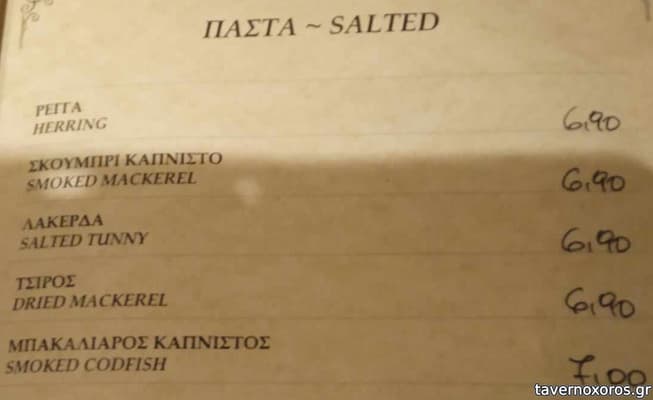 ΠΑΣΤΑ ~ SALTED
ΡΕΓΓΑ
HERRING
6,90
ΣΚΟΥΜΠΡΙ ΚΑΠΝΙΣΤΟ
SMOKED MACKEREL
6,90
ΛΑΚΕΡΔΑ
SALTED TUNNY
6,90
ΤΣΙΡΟΣ
DRIED MACKEREL
6,90
ΜΠΑΚΑΛΙΑΡΟΣ ΚΑΠΝΙΣΤΟΣ
SMOKED CODFISH
7,00
tavernoxoros.gr